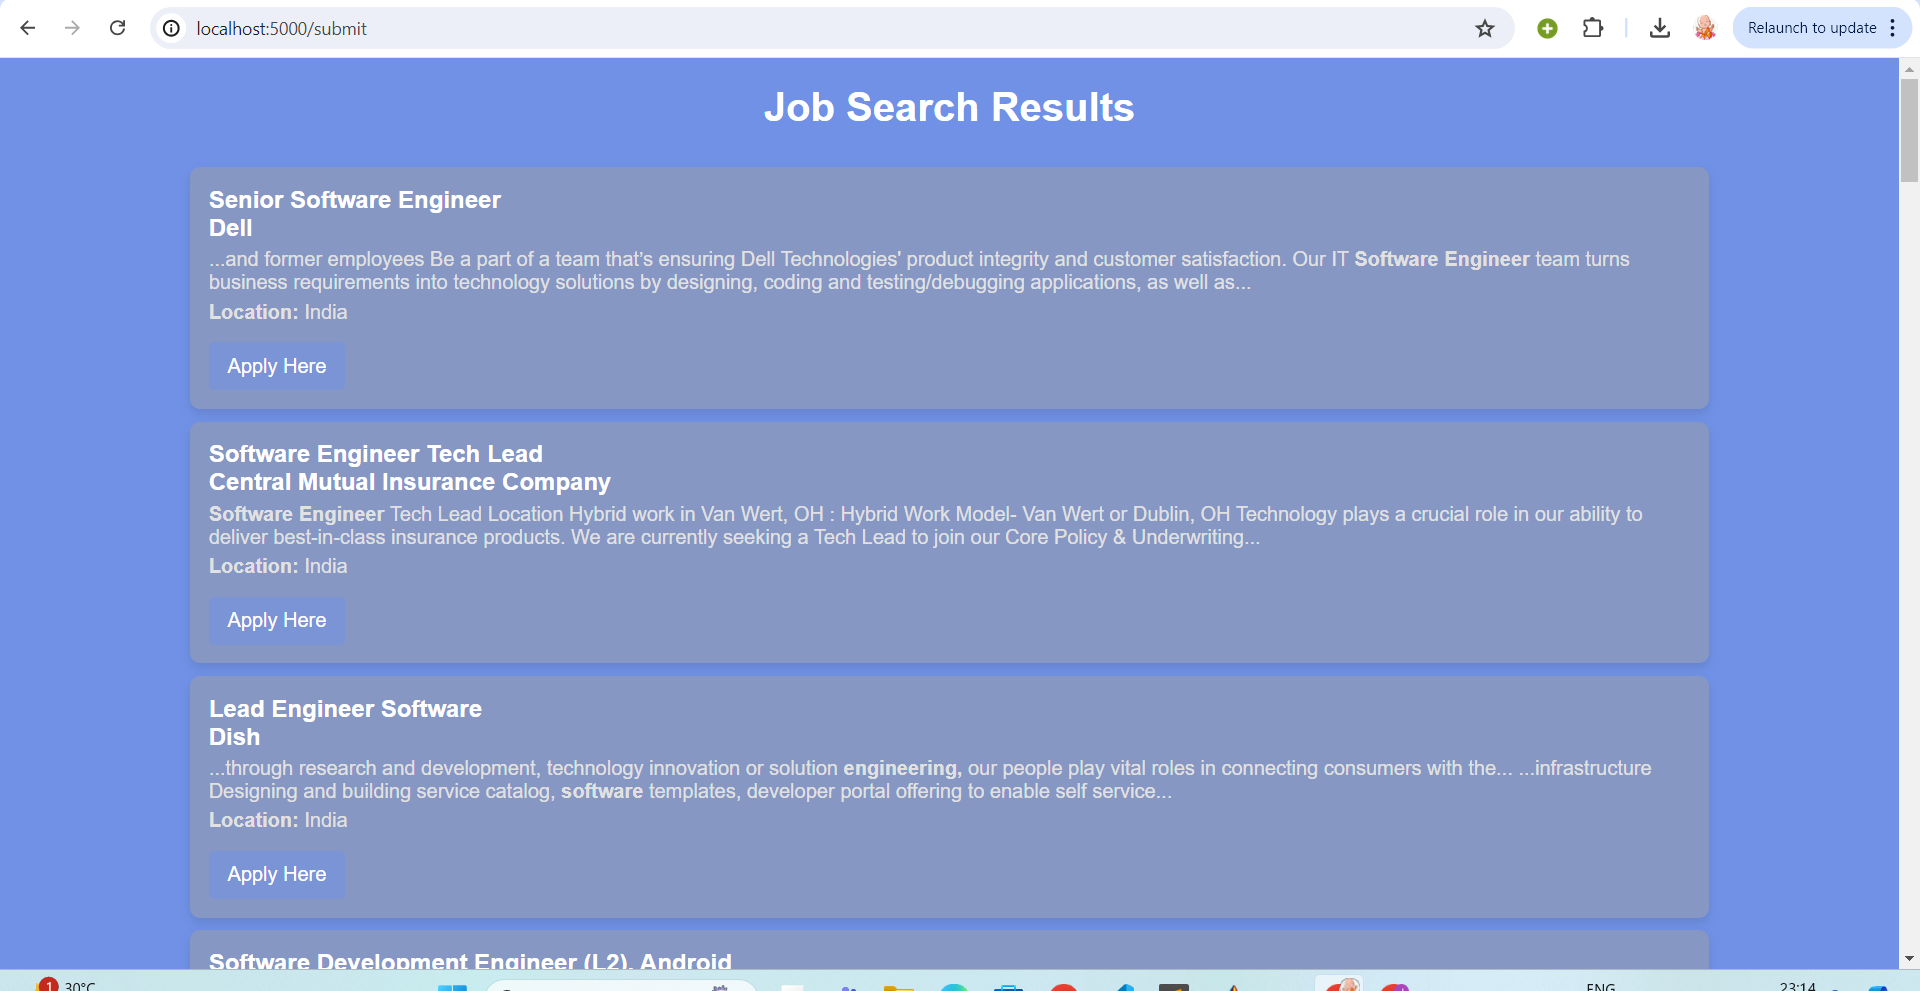 localhost:5000/submit
Relaunch to update
Job Search Results
Senior Software Engineer
Dell
...and former employees Be a part of a team that’s ensuring Dell Technologies' product integrity and customer satisfaction. Our IT Software Engineer team turns
business requirements into technology solutions by designing, coding and testing/debugging applications, as well as...
Location: India
Apply Here
Software Engineer Tech Lead
Central Mutual Insurance Company
Software Engineer Tech Lead Location Hybrid work in Van Wert, OH : Hybrid Work Model- Van Wert or Dublin, OH Technology plays a crucial role in our ability to
deliver best-in-class insurance products. We are currently seeking a Tech Lead to join our Core Policy & Underwriting...
Location: India
Apply Here
Lead Engineer Software
Dish
...through research and development, technology innovation or solution engineering, our people play vital roles in connecting consumers with the... ...infrastructure
Designing and building service catalog, software templates, developer portal offering to enable self service...
Location: India
Apply Here
Software Development Engineer (L2), Android
1
30°C
ENG
23:14